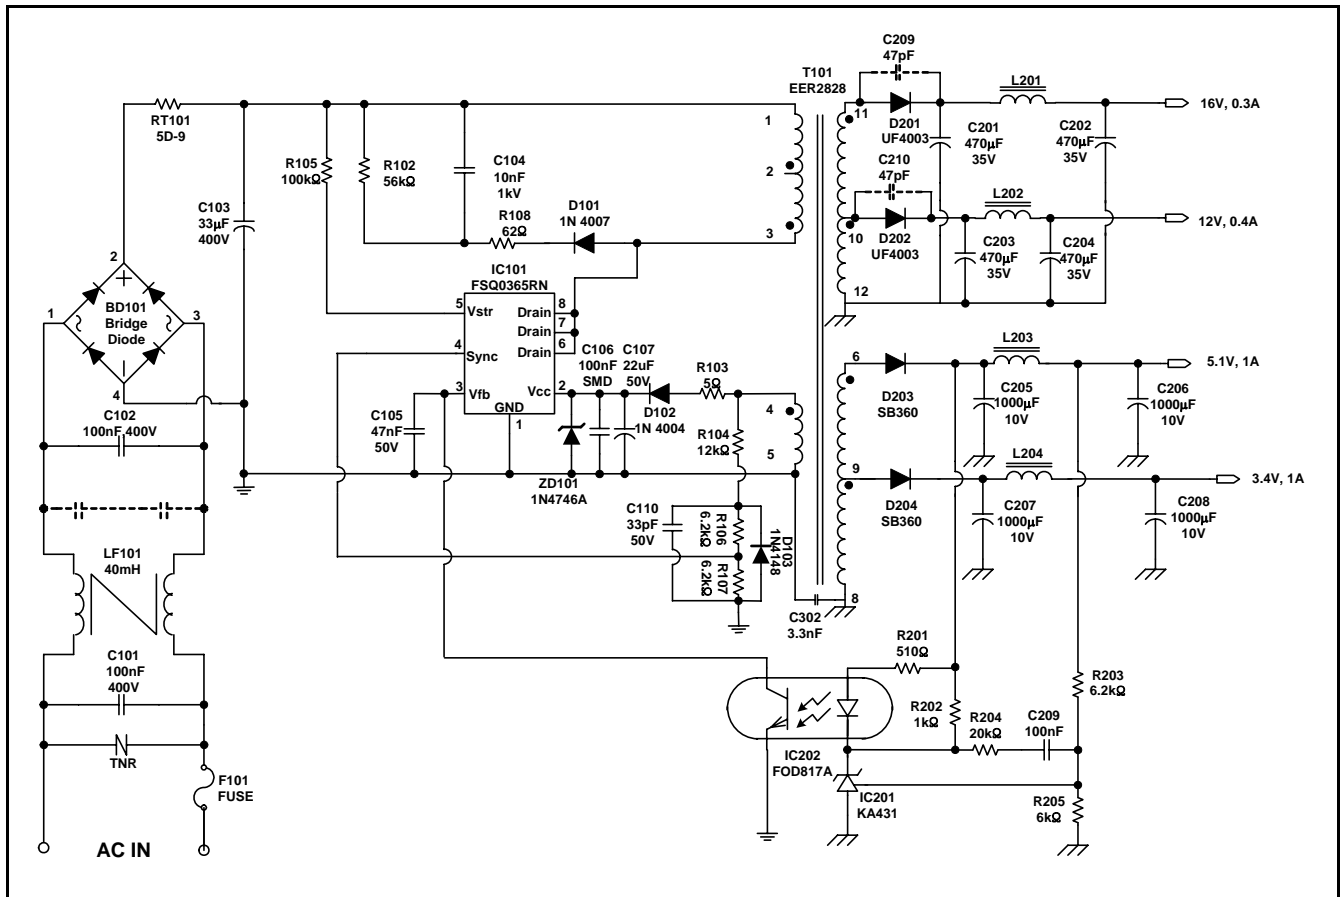 C209
47pF
T101
EER2828
L201
16V, 0.3A
RT101
5D-9
1
11
D201
UF4003
C201
470µF
35V
C202
470µF
35V
R105
100kΩ
R102
56kΩ
C104
10nF
1kV
2
C210
47pF
L202
12V, 0.4A
C103
33µF
400V
R108
62Ω
D101
1N 4007
3
10
D202
UF4003
C203
470µF
35V
C204
470µF
35V
2
IC101
FSQ0365RN
12
1
BD101
Bridge
Diode
3
4
5
Vstr
Drain
8
7
Drain
4
Sync
Drain
6
3
Vfb
Vcc
2
GND
1
C106
100nF
SMD
C107
22uF
50V
R103
5Ω
D102
1N 4004
L203
6
5.1V, 1A
D203
SB360
C205
1000µF
10V
C206
1000µF
10V
C102
100nF 400V
C105
47nF
50V
R104
12kΩ
4
5
ZD101
1N4746A
L204
9
3.4V, 1A
D204
SB360
C207
1000µF
10V
C208
1000µF
10V
C110
33pF
50V
R106
6.2kΩ
R107
6.2kΩ
D103
1N4148
LF101
40mH
8
C302
3.3nF
C101
100nF
400V
R201
510Ω
R203
6.2kΩ
R202
1kΩ
R204
20kΩ
C209
100nF
TNR
IC202
FOD817A
F101
FUSE
IC201
KA431
R205
6kΩ
AC IN